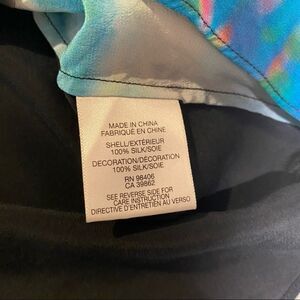 MADE IN CHINA
FABRIQUÉ EN CHINE
SHELL/EXTÉRIEUR
100% SILK/SOIE
DECORATION/DÉCORATION
100% SILK/SOIE
RN 98406
CA 39862
SEE REVERSE SIDE FOR
CARE INSTRUCTION
DIRECTIVE D'ENTRETIEN AU VERSO